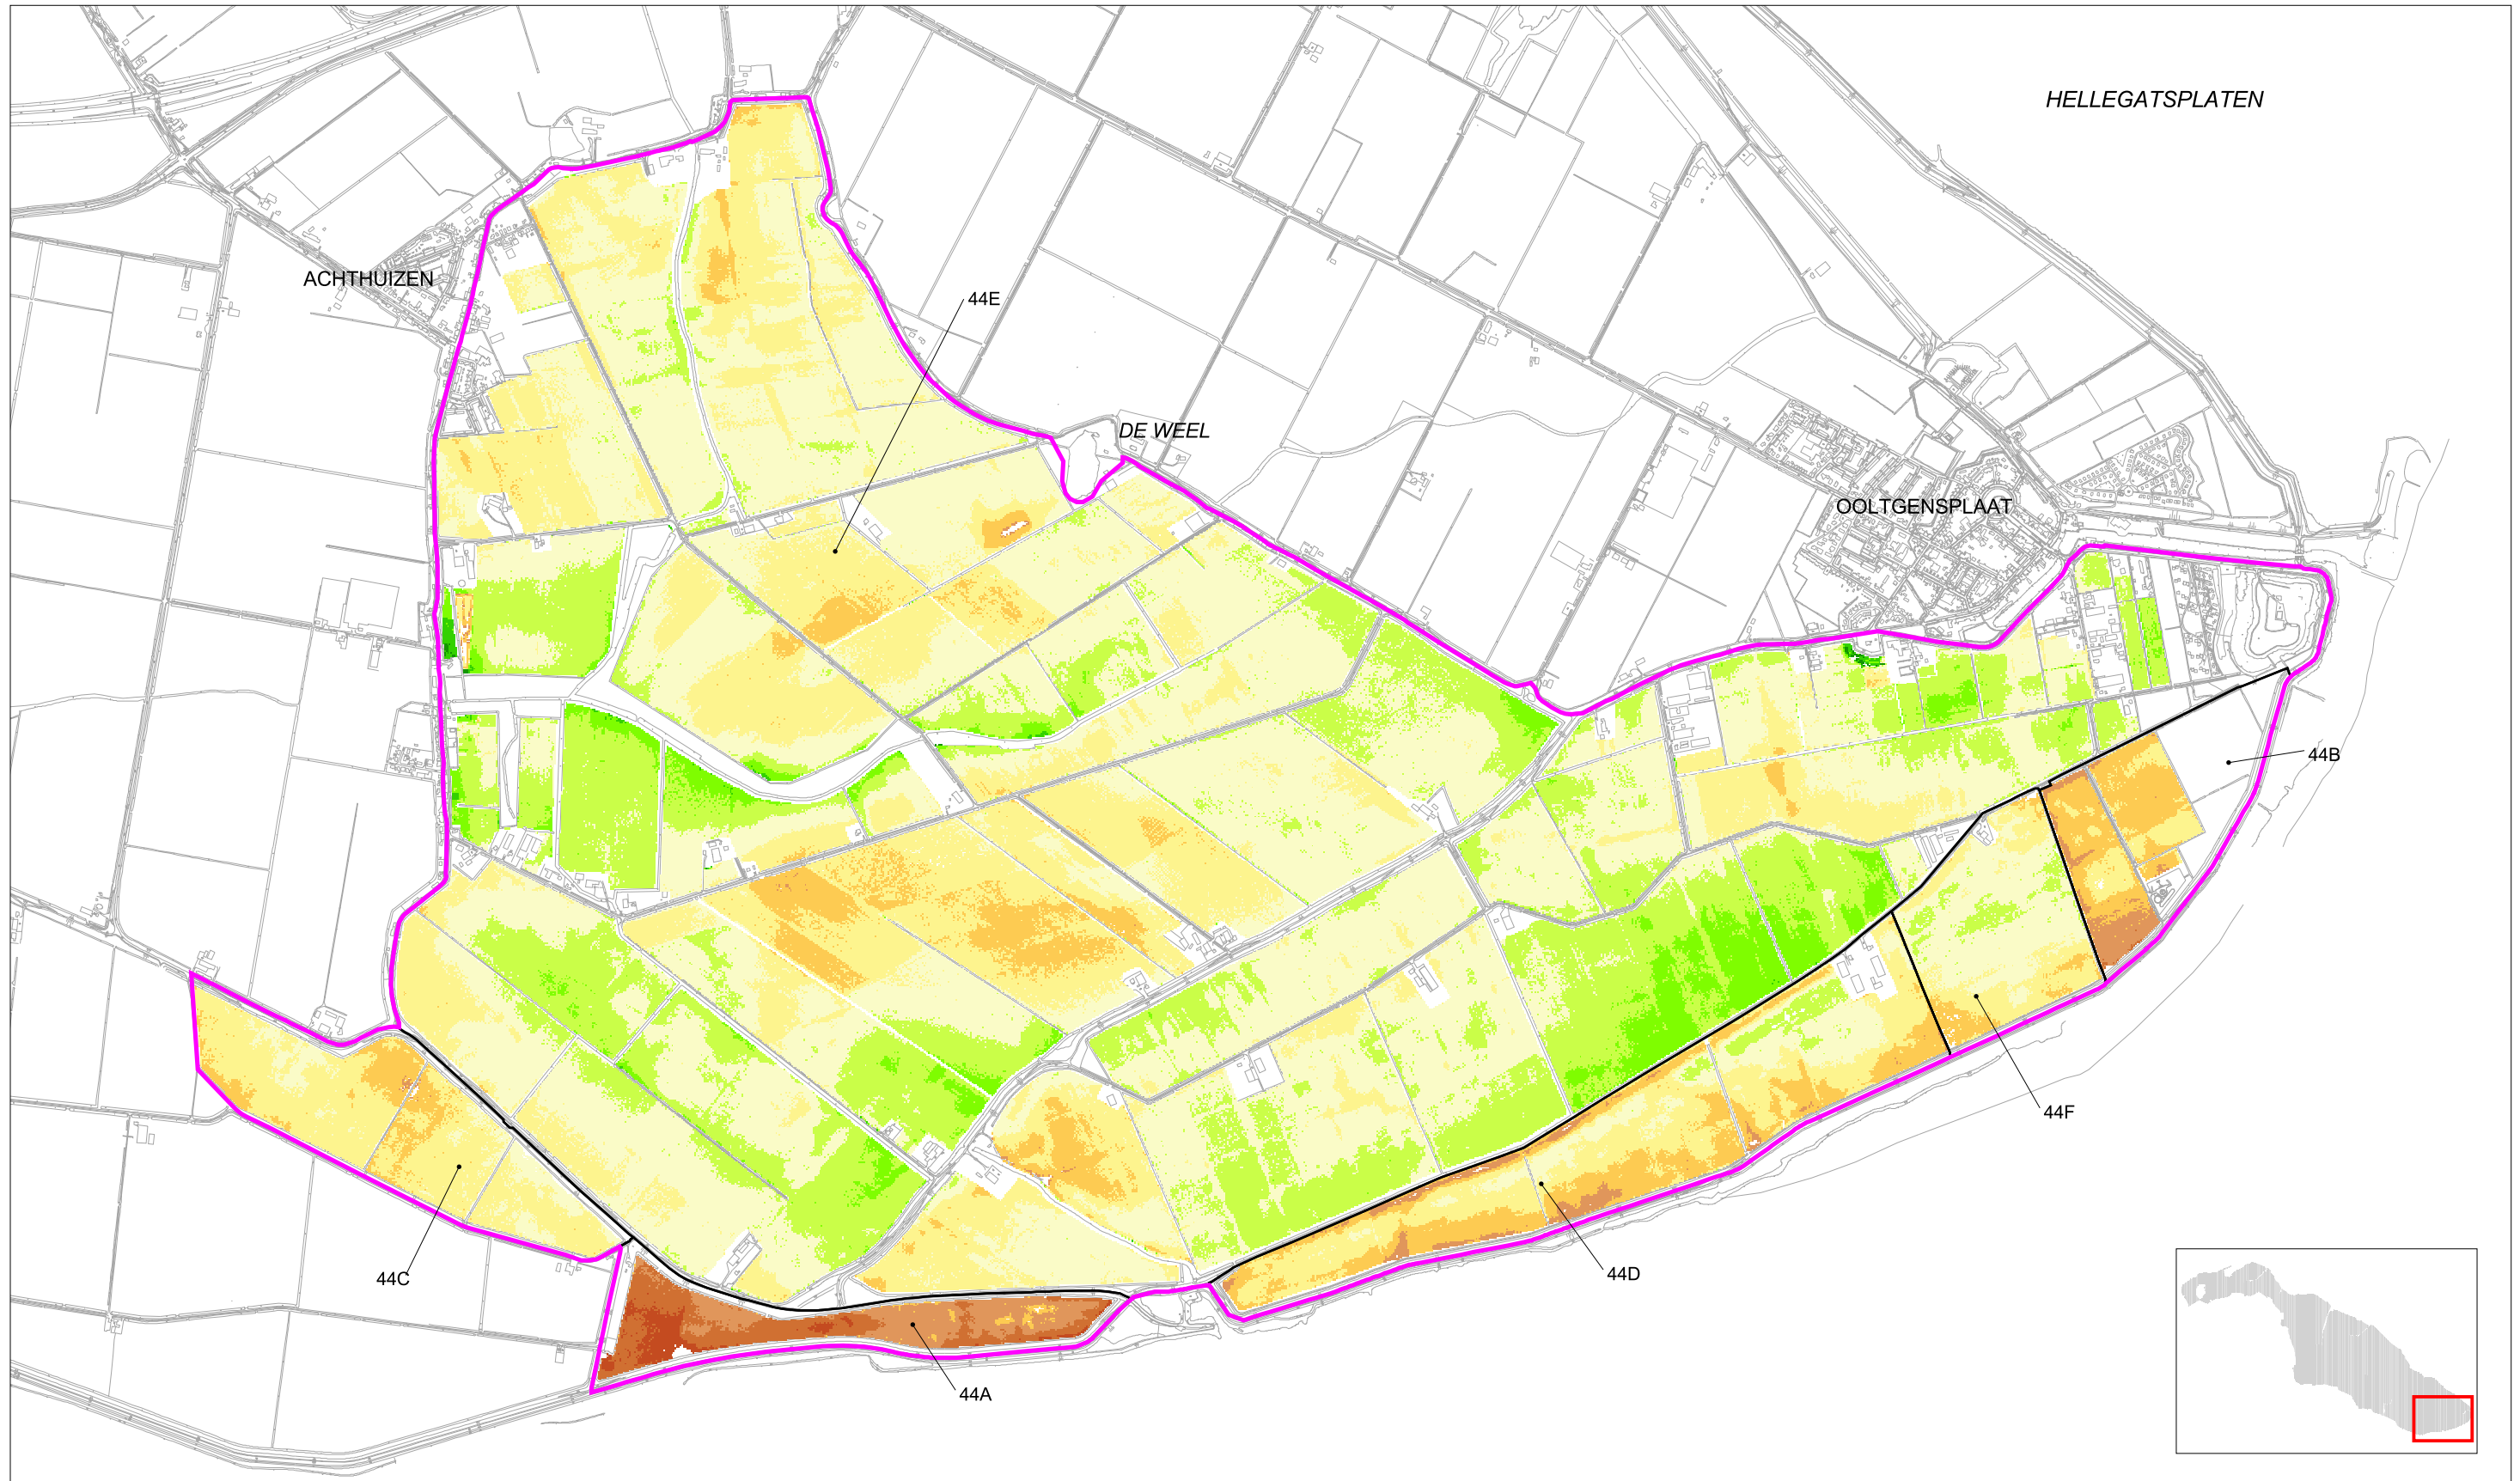 HELLEGATSPLATEN
ACHTHUIZEN
44E
DE WEEL
OOLTGENSPLAAT
44B
44F
44D
44C
44A